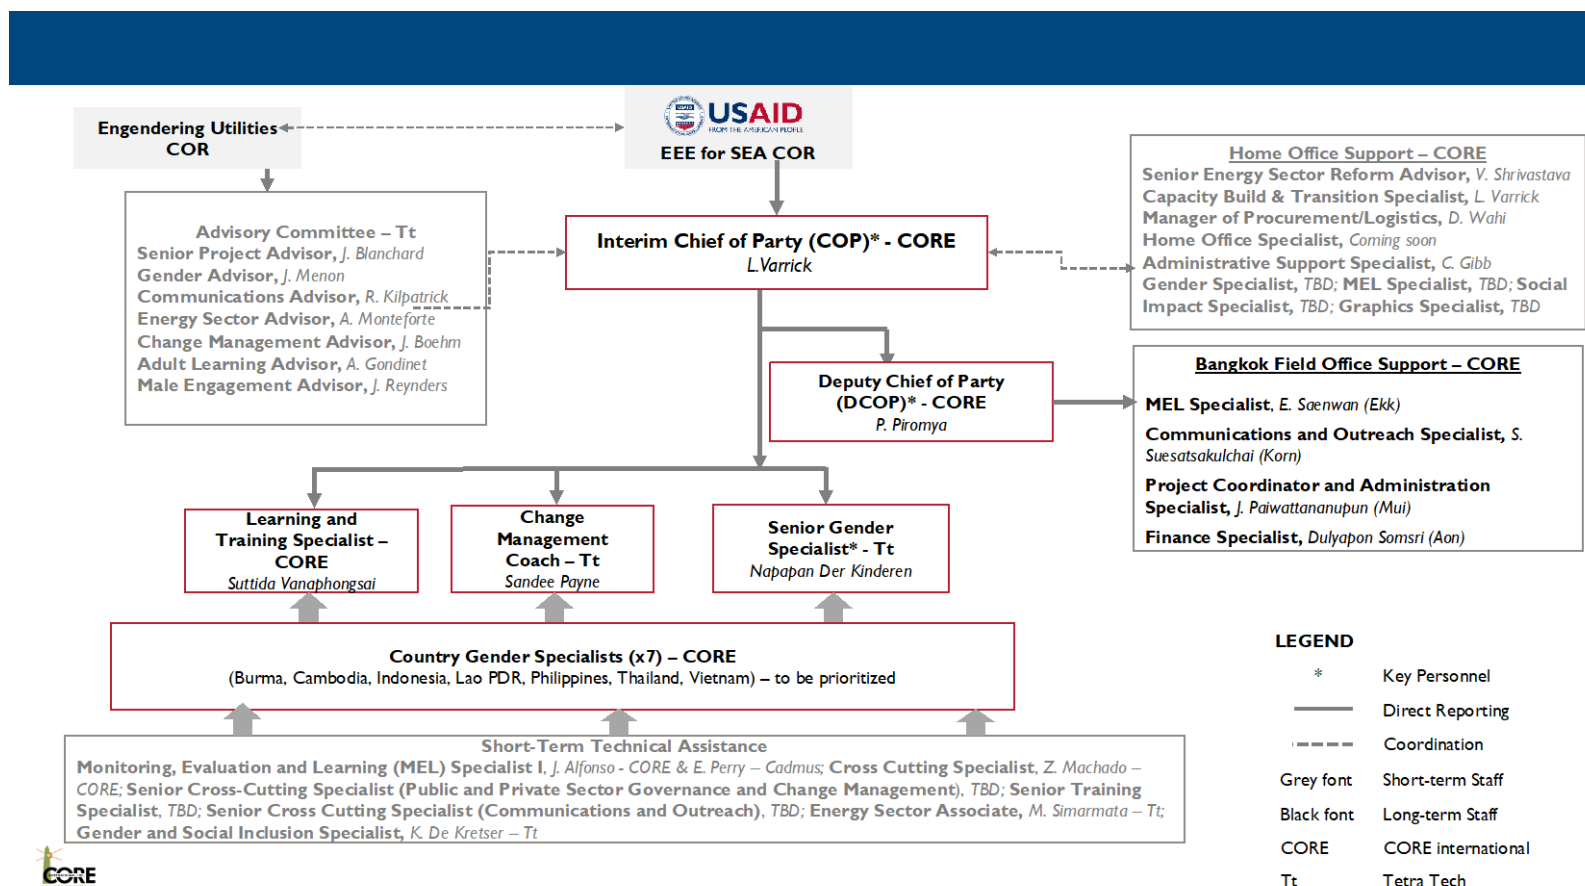 USAID
FROM THE AMERICAN PEOPLE
EEE for SEA COR
Engendering Utilities
COR
Advisory Committee – Tt
Senior Project Advisor, J. Blanchard
Gender Advisor, J. Menon
Communications Advisor, R. Kilpatrick
Energy Sector Advisor, A. Monteforte
Change Management Advisor, J. Boehm
Adult Learning Advisor, A. Gondinet
Male Engagement Advisor, J. Reynders
Interim Chief of Party (COP)* - CORE
L.Varrick
Home Office Support – CORE
Senior Energy Sector Reform Advisor, V. Shrivastava
Capacity Build & Transition Specialist, L. Varrick
Manager of Procurement/Logistics, D. Wahi
Home Office Specialist, Coming soon
Administrative Support Specialist, C. Gibb
Gender Specialist, TBD; MEL Specialist, TBD; Social
Impact Specialist, TBD; Graphics Specialist, TBD
Deputy Chief of Party
(DCOP)* - CORE
P. Piromya
Bangkok Field Office Support – CORE
MEL Specialist, E. Saenwan (Ekk)
Communications and Outreach Specialist, S.
Suesatsakulchai (Korn)
Project Coordinator and Administration
Specialist, J. Paiwattananupun (Mui)
Finance Specialist, Dulyapon Somsri (Aon)
Learning and
Training Specialist –
CORE
Suttida Vanaphongsai
Change
Management
Coach – Tt
Sandee Payne
Senior Gender
Specialist* - Tt
Napapan Der Kinderen
Country Gender Specialists (x7) – CORE
(Burma, Cambodia, Indonesia, Lao PDR, Philippines, Thailand, Vietnam) – to be prioritized
Short-Term Technical Assistance
Monitoring, Evaluation and Learning (MEL) Specialist I, J. Alfonso - CORE & E. Perry – Cadmus; Cross Cutting Specialist, Z. Machado –
CORE; Senior Cross-Cutting Specialist (Public and Private Sector Governance and Change Management), TBD; Senior Training
Specialist, TBD; Senior Cross Cutting Specialist (Communications and Outreach), TBD; Energy Sector Associate, M. Simarmata – Tt;
Gender and Social Inclusion Specialist, K. De Kretser – Tt
LEGEND
* Key Personnel
Direct Reporting
Coordination
Grey font Short-term Staff
Black font Long-term Staff
CORE CORE international
Tt Tetra Tech
CORE